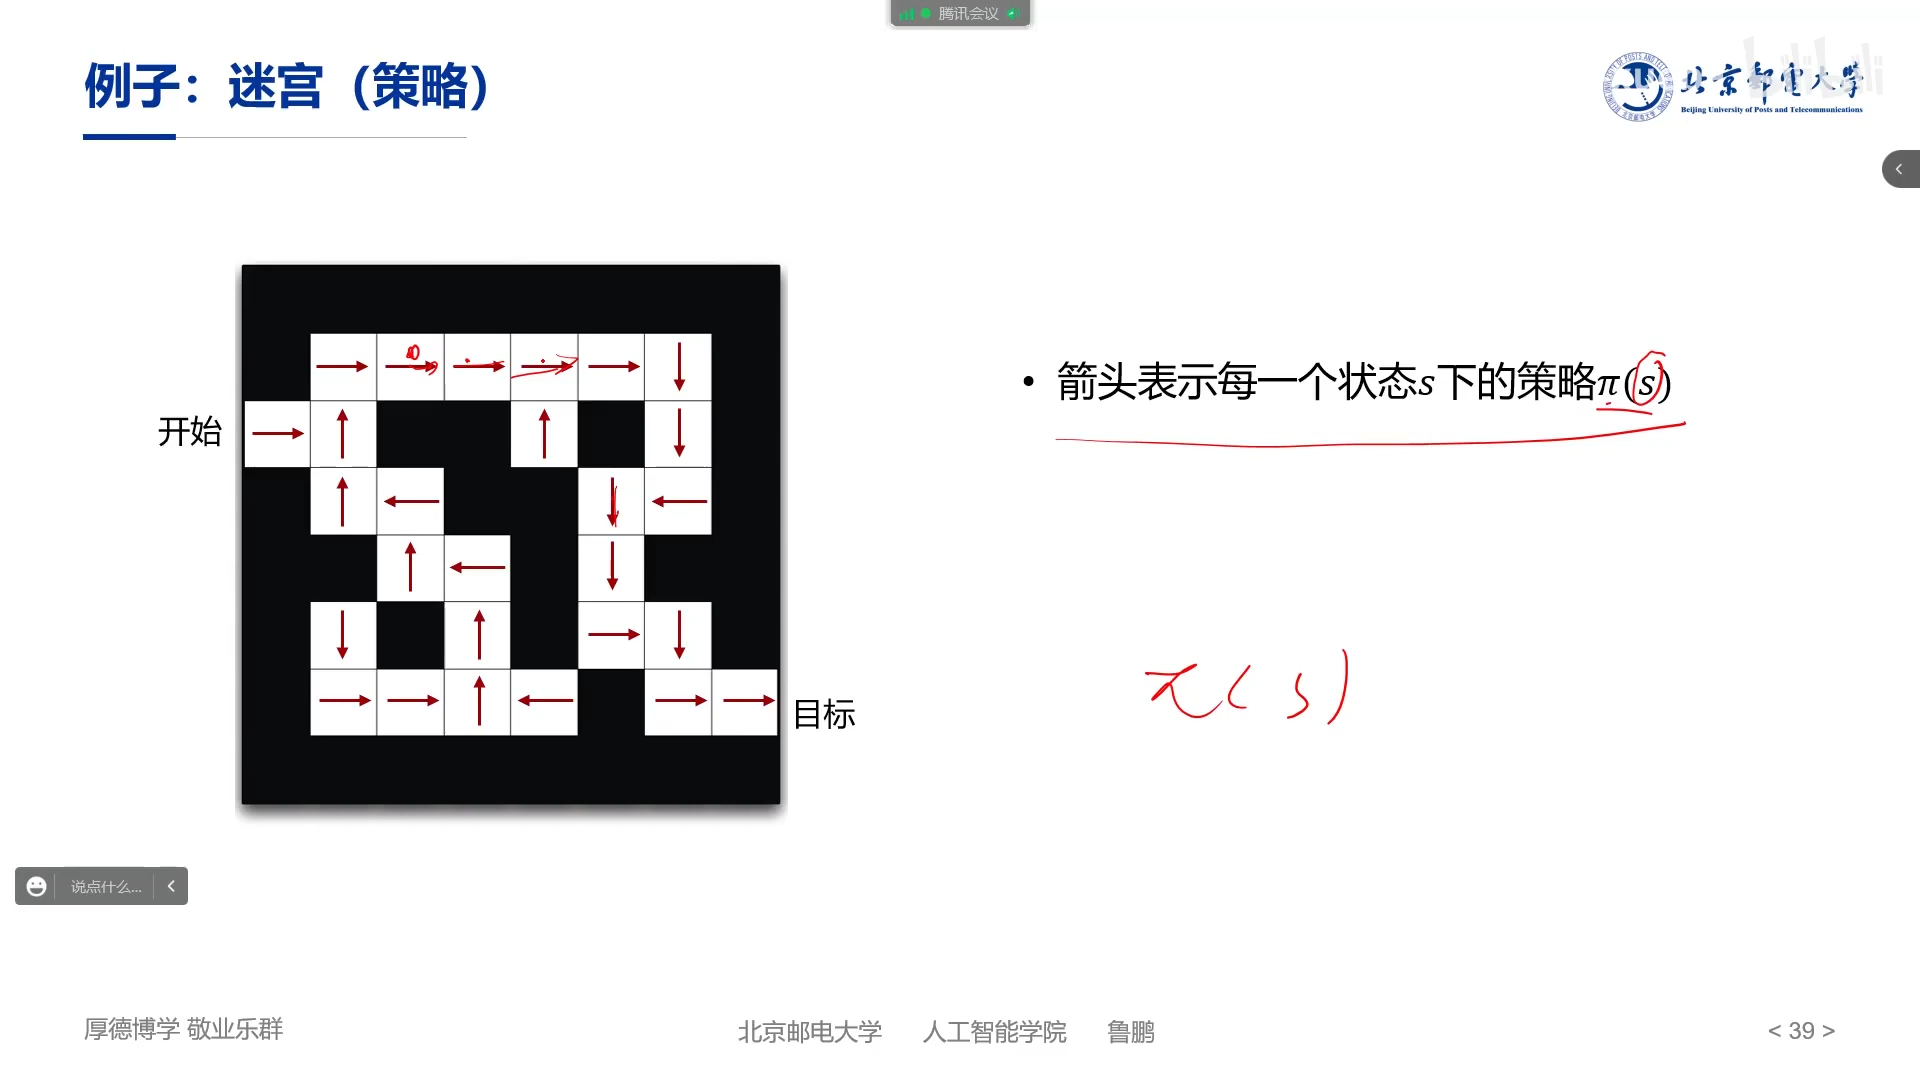 腾讯会议
例子：迷宫（策略）
北京邮电大学
Beijing University of Posts and Telecommunications
bilibili
开始
目标
• 箭头表示每一个状态s下的策略π(s)
π(s)
说点什么...
厚德博学 敬业乐群
北京邮电大学 人工智能学院 鲁鹏
< 39 >